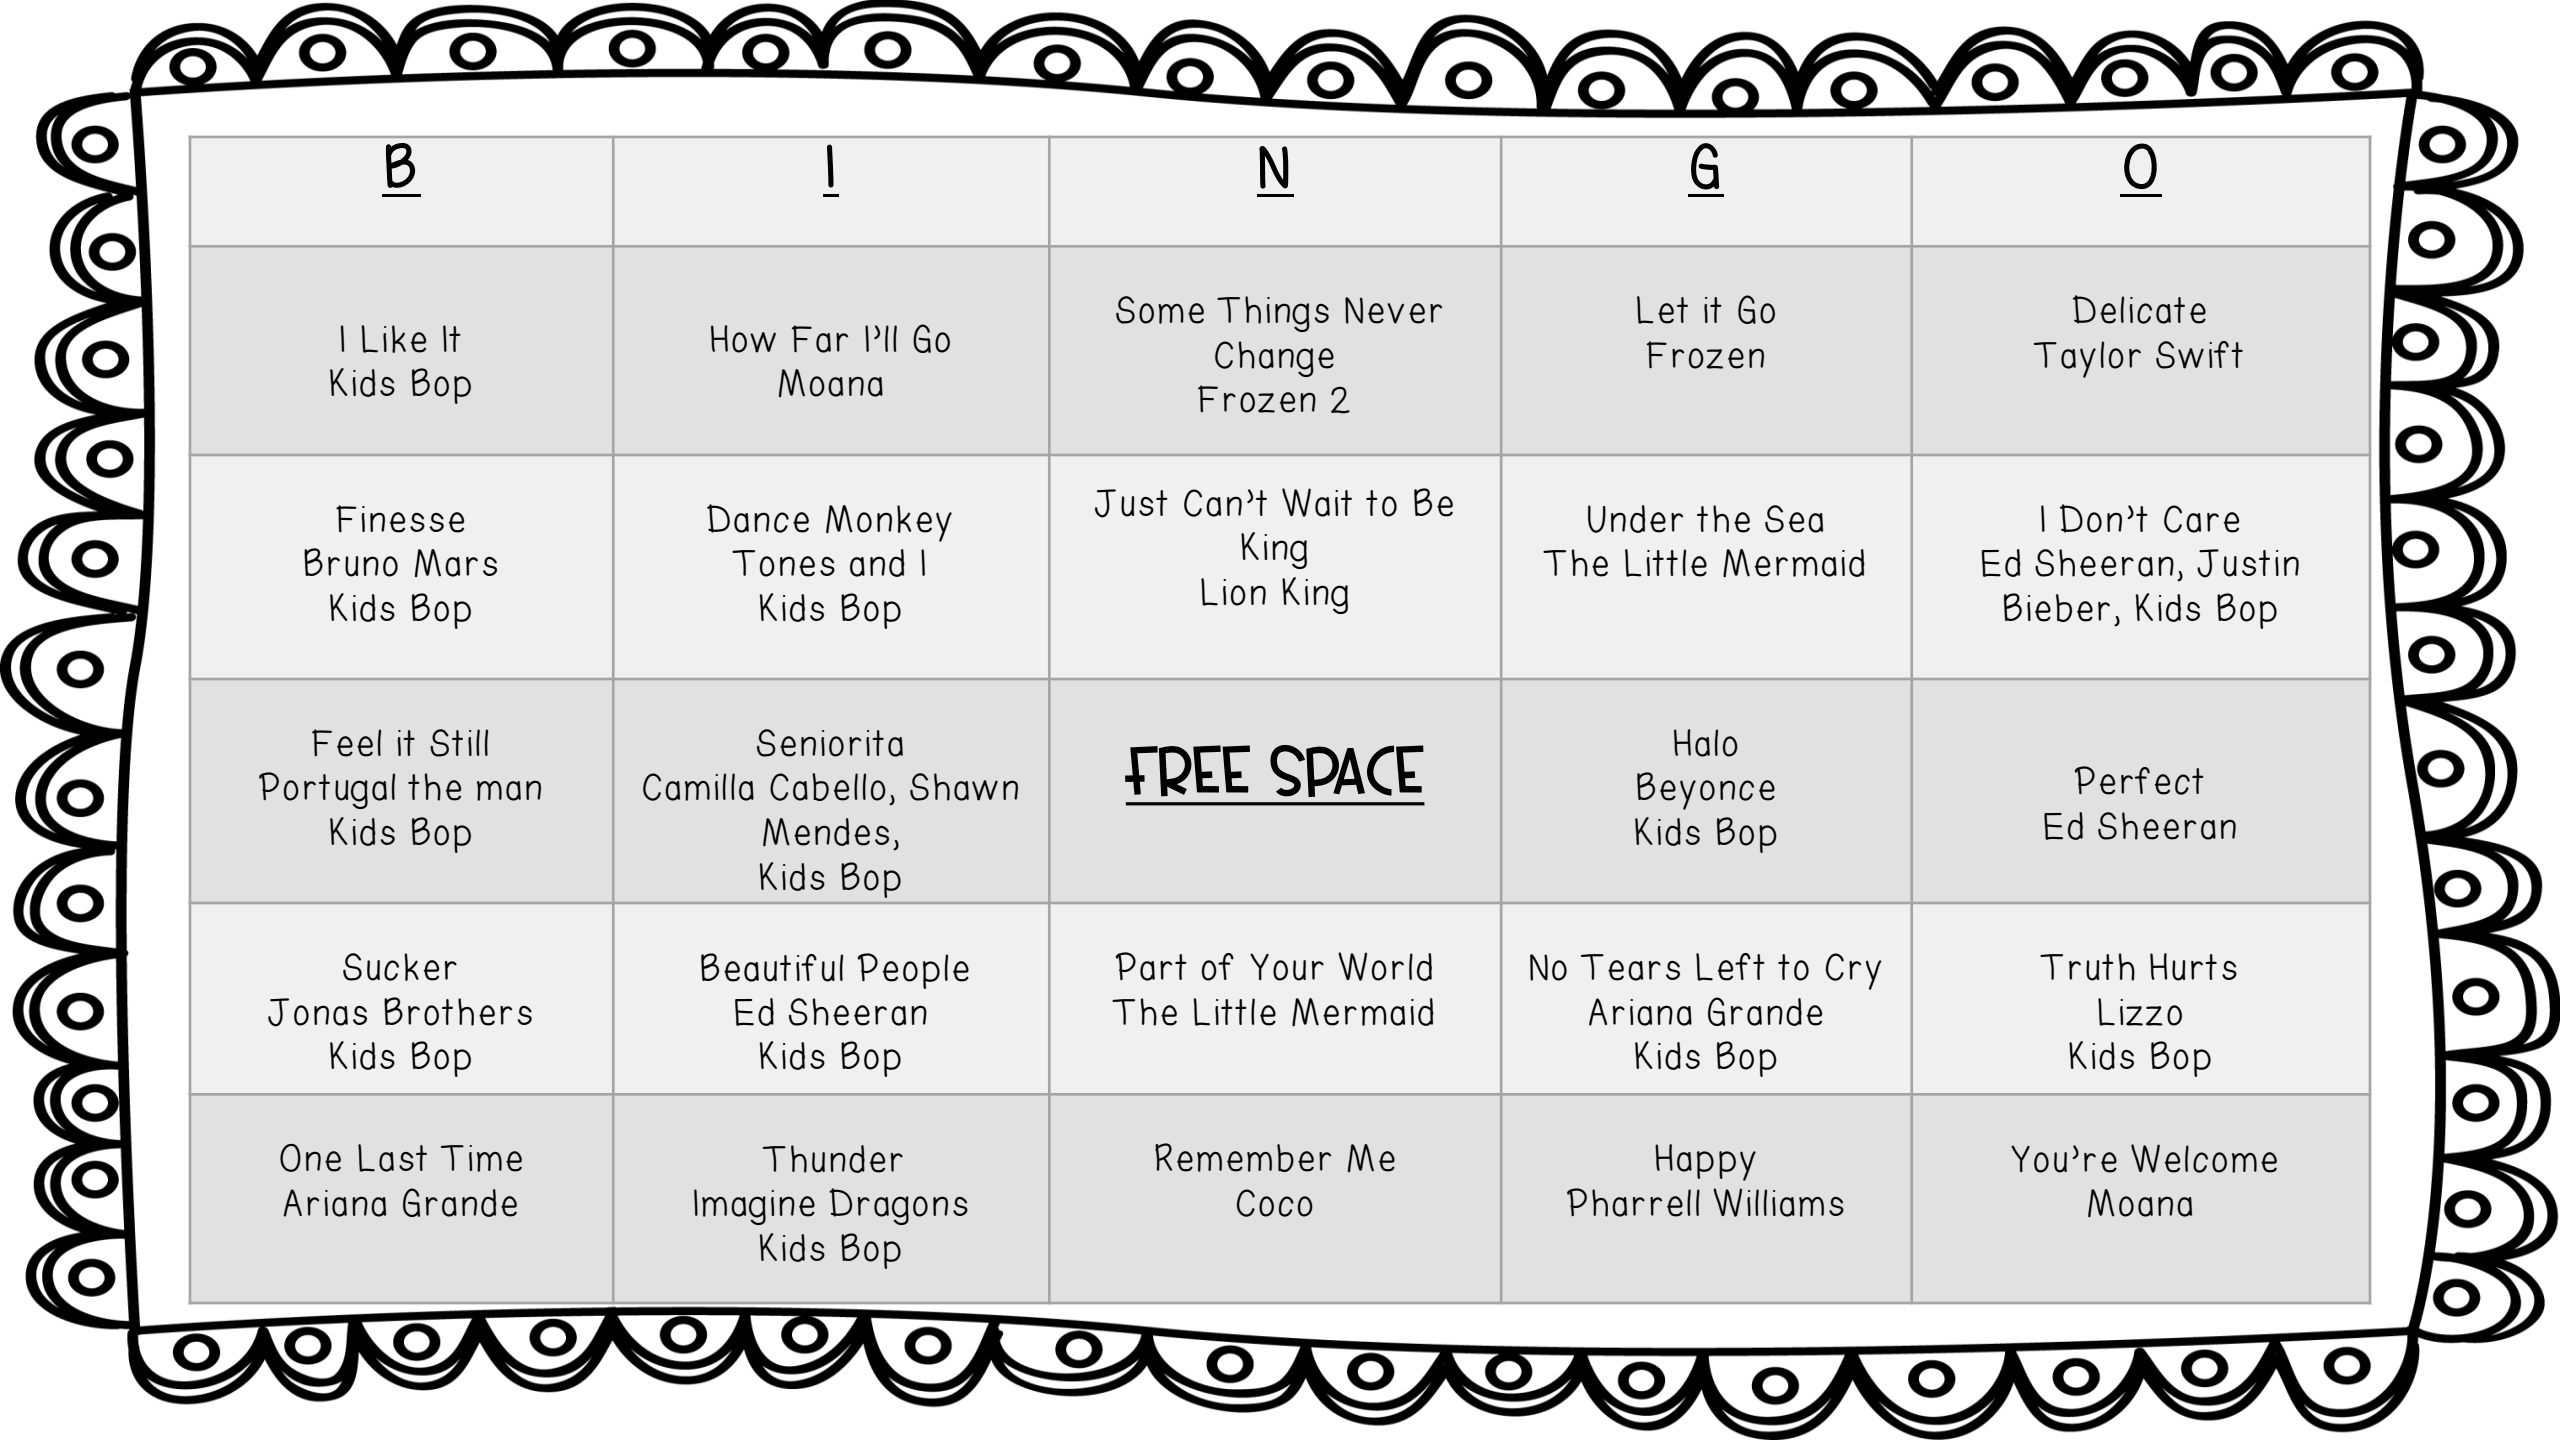 B
I
N
G
O
I Like It
Kids Bop
How Far I'll Go
Moana
Some Things Never
Change
Frozen 2
Let it Go
Frozen
Delicate
Taylor Swift
Finesse
Bruno Mars
Kids Bop
Dance Monkey
Tones and I
Kids Bop
Just Can't Wait to Be
King
Lion King
Under the Sea
The Little Mermaid
I Don't Care
Ed Sheeran, Justin
Bieber, Kids Bop
Feel it Still
Portugal the man
Kids Bop
Seniorita
Camilla Cabello, Shawn
Mendes,
Kids Bop
FREE SPACE
Halo
Beyonce
Kids Bop
Perfect
Ed Sheeran
Sucker
Jonas Brothers
Kids Bop
Beautiful People
Ed Sheeran
Kids Bop
Part of Your World
The Little Mermaid
No Tears Left to Cry
Ariana Grande
Kids Bop
Truth Hurts
Lizzo
Kids Bop
One Last Time
Ariana Grande
Thunder
Imagine Dragons
Kids Bop
Remember Me
Coco
Happy
Pharrell Williams
You're Welcome
Moana